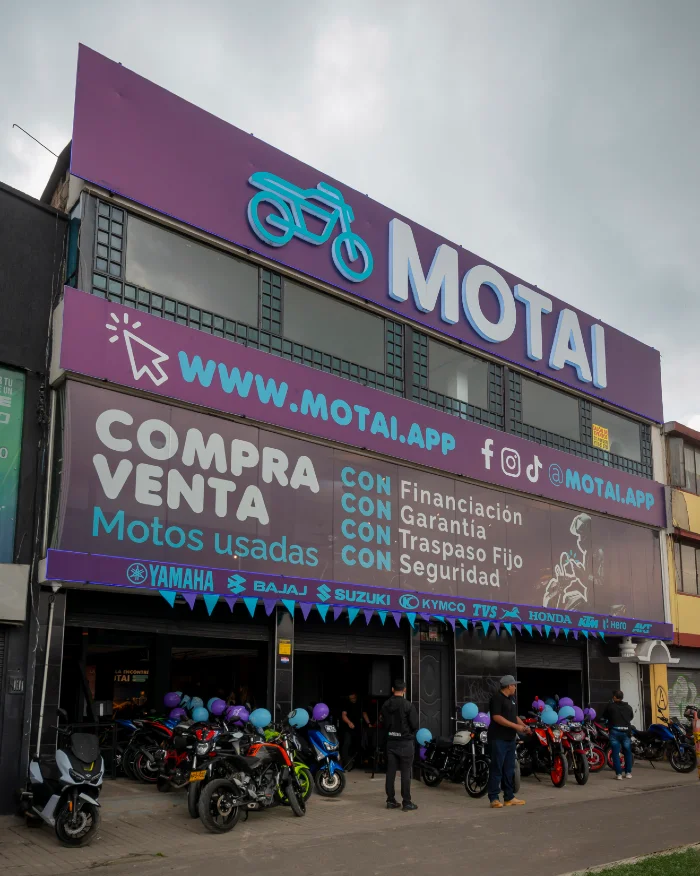 MOTAI
WWW.MOTAI.APP
@MOTAI.APP
COMPRA
VENTA
Motos usadas
CON Financiación
CON Garantía
CON Traspaso Fijo
CON Seguridad
YAMAHA BAJAJ SUZUKI KYMCO TVS HONDA KTM Hero AKT